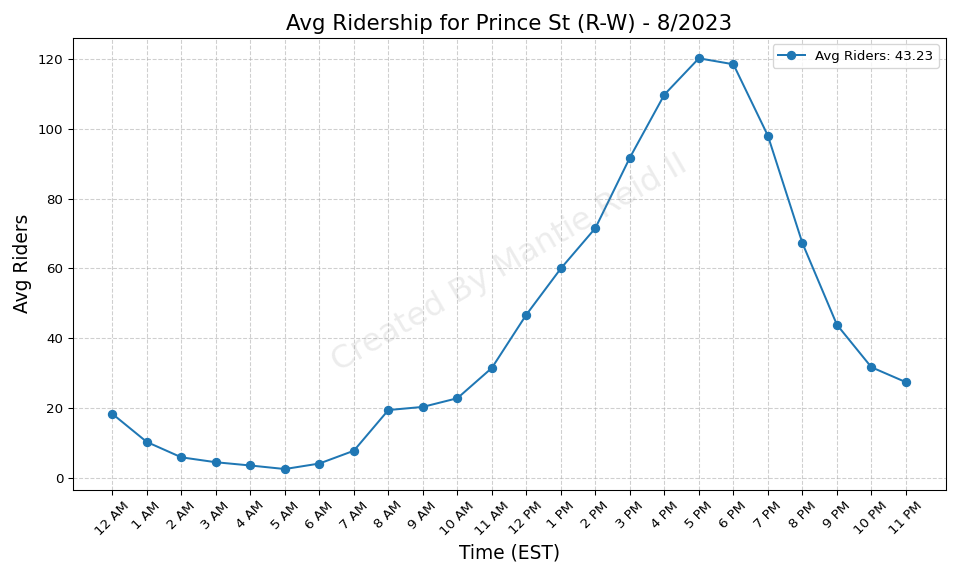 Avg Ridership for Prince St (R-W) - 8/2023
Avg Riders: 43.23
120
100
80
60
40
20
0
Avg Riders
Created By Mantie Reid II
12 AM
1 AM
2 AM
3 AM
4 AM
5 AM
6 AM
7 AM
8 AM
9 AM
10 AM
11 AM
12 PM
1 PM
2 PM
3 PM
4 PM
5 PM
6 PM
7 PM
8 PM
9 PM
10 PM
11 PM
Time (EST)